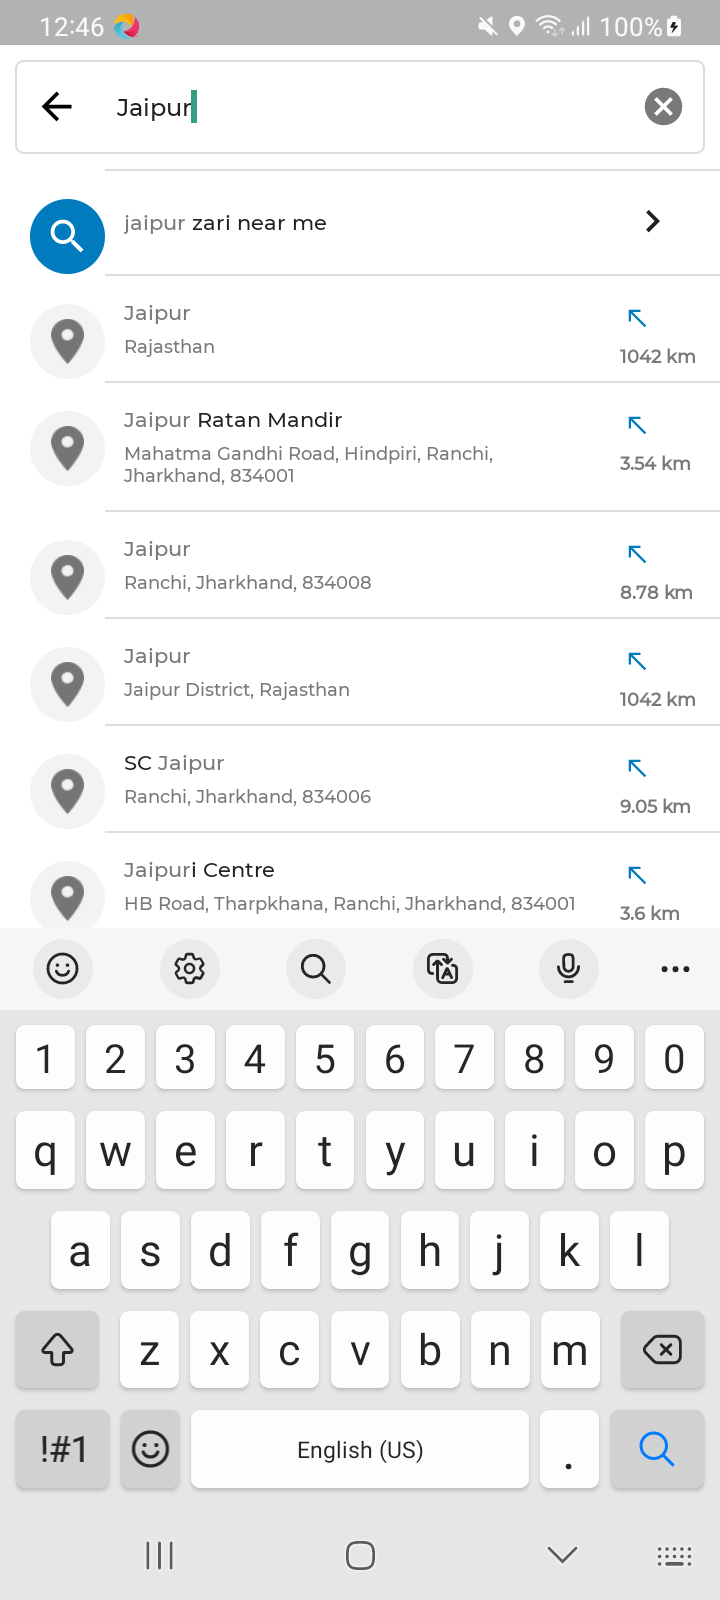 12:46 100%
Jaipur
jaipur zari near me
Jaipur
Rajasthan
1042 km
Jaipur Ratan Mandir
Mahatma Gandhi Road, Hindpiri, Ranchi,
Jharkhand, 834001
3.54 km
Jaipur
Ranchi, Jharkhand, 834008
8.78 km
Jaipur
Jaipur District, Rajasthan
1042 km
SC Jaipur
Ranchi, Jharkhand, 834006
9.05 km
Jaipuri Centre
HB Road, Tharpkhana, Ranchi, Jharkhand, 834001
3.6 km
1 2 3 4 5 6 7 8 9 0
q w e r t y u i o p
a s d f g h j k l
z x c v b n m
!#1 English (US) .